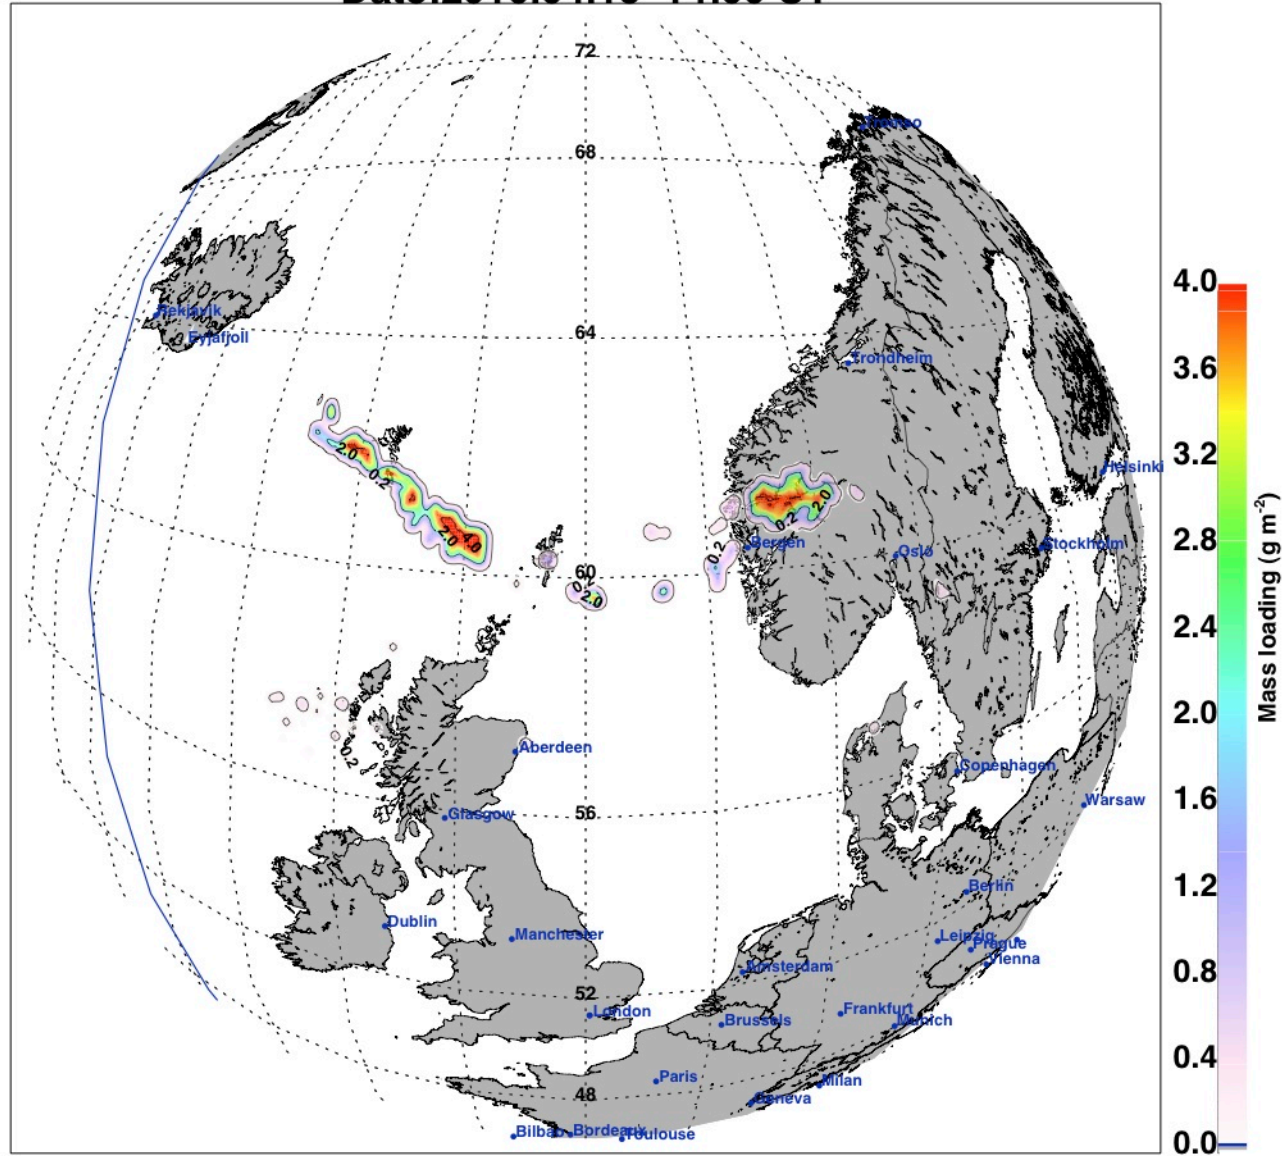 72
Tromso
68
4.0
Rekjavik
64
Eyjafjoll
Trondheim
3.6
2.0
0.2
3.2
Helsinki
2.0
0.2
2.0
4.0
2.8
0.2
Bergen
Oslo
Stockholm
60
0.2
2.0
Mass loading (g m-2)
2.4
2.0
0.2
Aberdeen
Copenhagen
Warsaw
1.6
56
Glasgow
1.2
Berlin
Dublin
Manchester
Leipzig
Prague
Vienna
Amsterdam
0.8
52
London
Brussels
Frankfurt
Munich
0.4
Paris
Milan
48
Geneva
Bilbao
Bordeaux
Toulouse
0.0